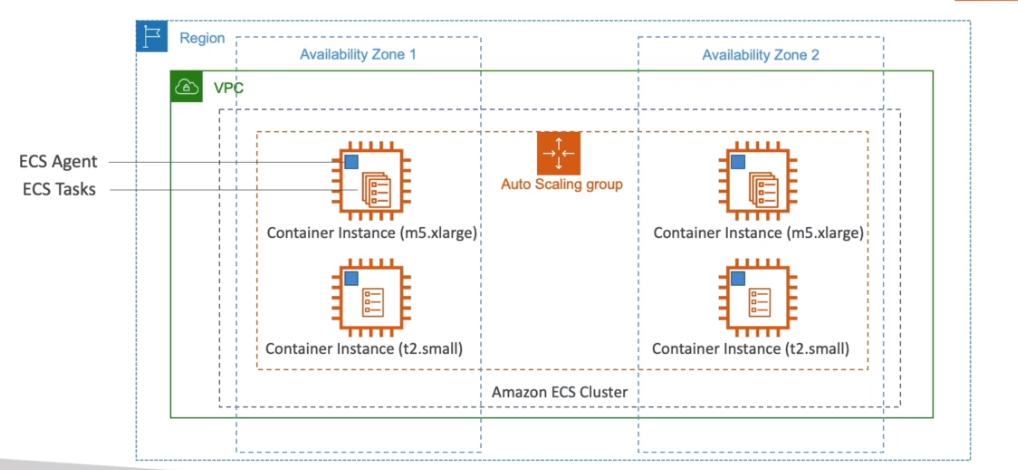 Region
Availability Zone 1
Availability Zone 2
VPC
ECS Agent
ECS Tasks
Auto Scaling group
Container Instance (m5.xlarge)
Container Instance (m5.xlarge)
Container Instance (t2.small)
Container Instance (t2.small)
Amazon ECS Cluster